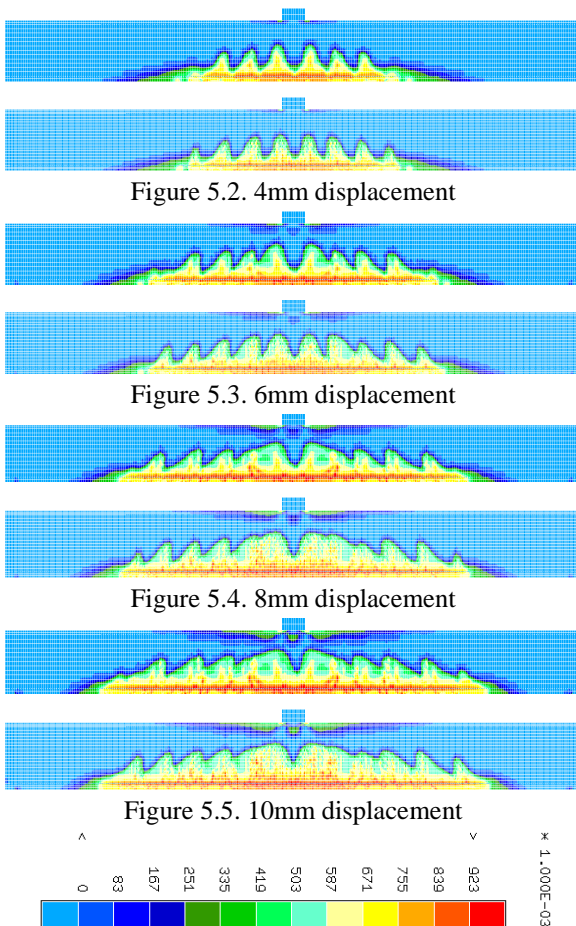 Figure 5.2. 4mm displacement
Figure 5.3. 6mm displacement
Figure 5.4. 8mm displacement
Figure 5.5. 10mm displacement
< > * 1.000E-03
0 83 167 251 335 419 503 587 671 755 839 923